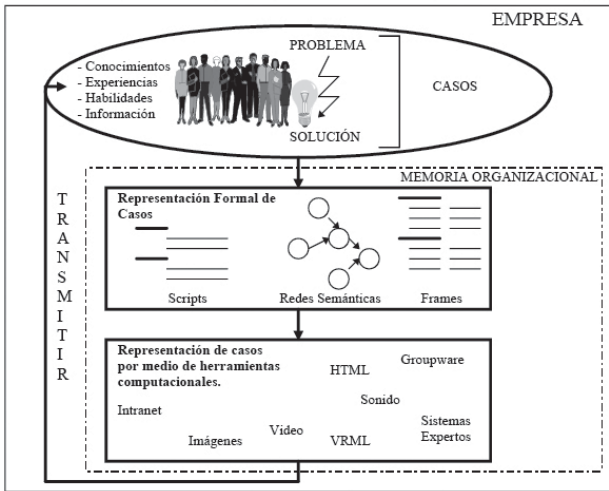 EMPRESA
- Conocimientos
- Experiencias
- Habilidades
- Información
PROBLEMA
SOLUCIÓN
CASOS
MEMORIA ORGANIZACIONAL
TRANSMITIR
Representación Formal de
Casos
Scripts
Redes Semánticas
Frames
Representación de casos
por medio de herramientas
computacionales.
HTML
Groupware
Intranet
Sonido
Imágenes
Video
VRML
Sistemas
Expertos